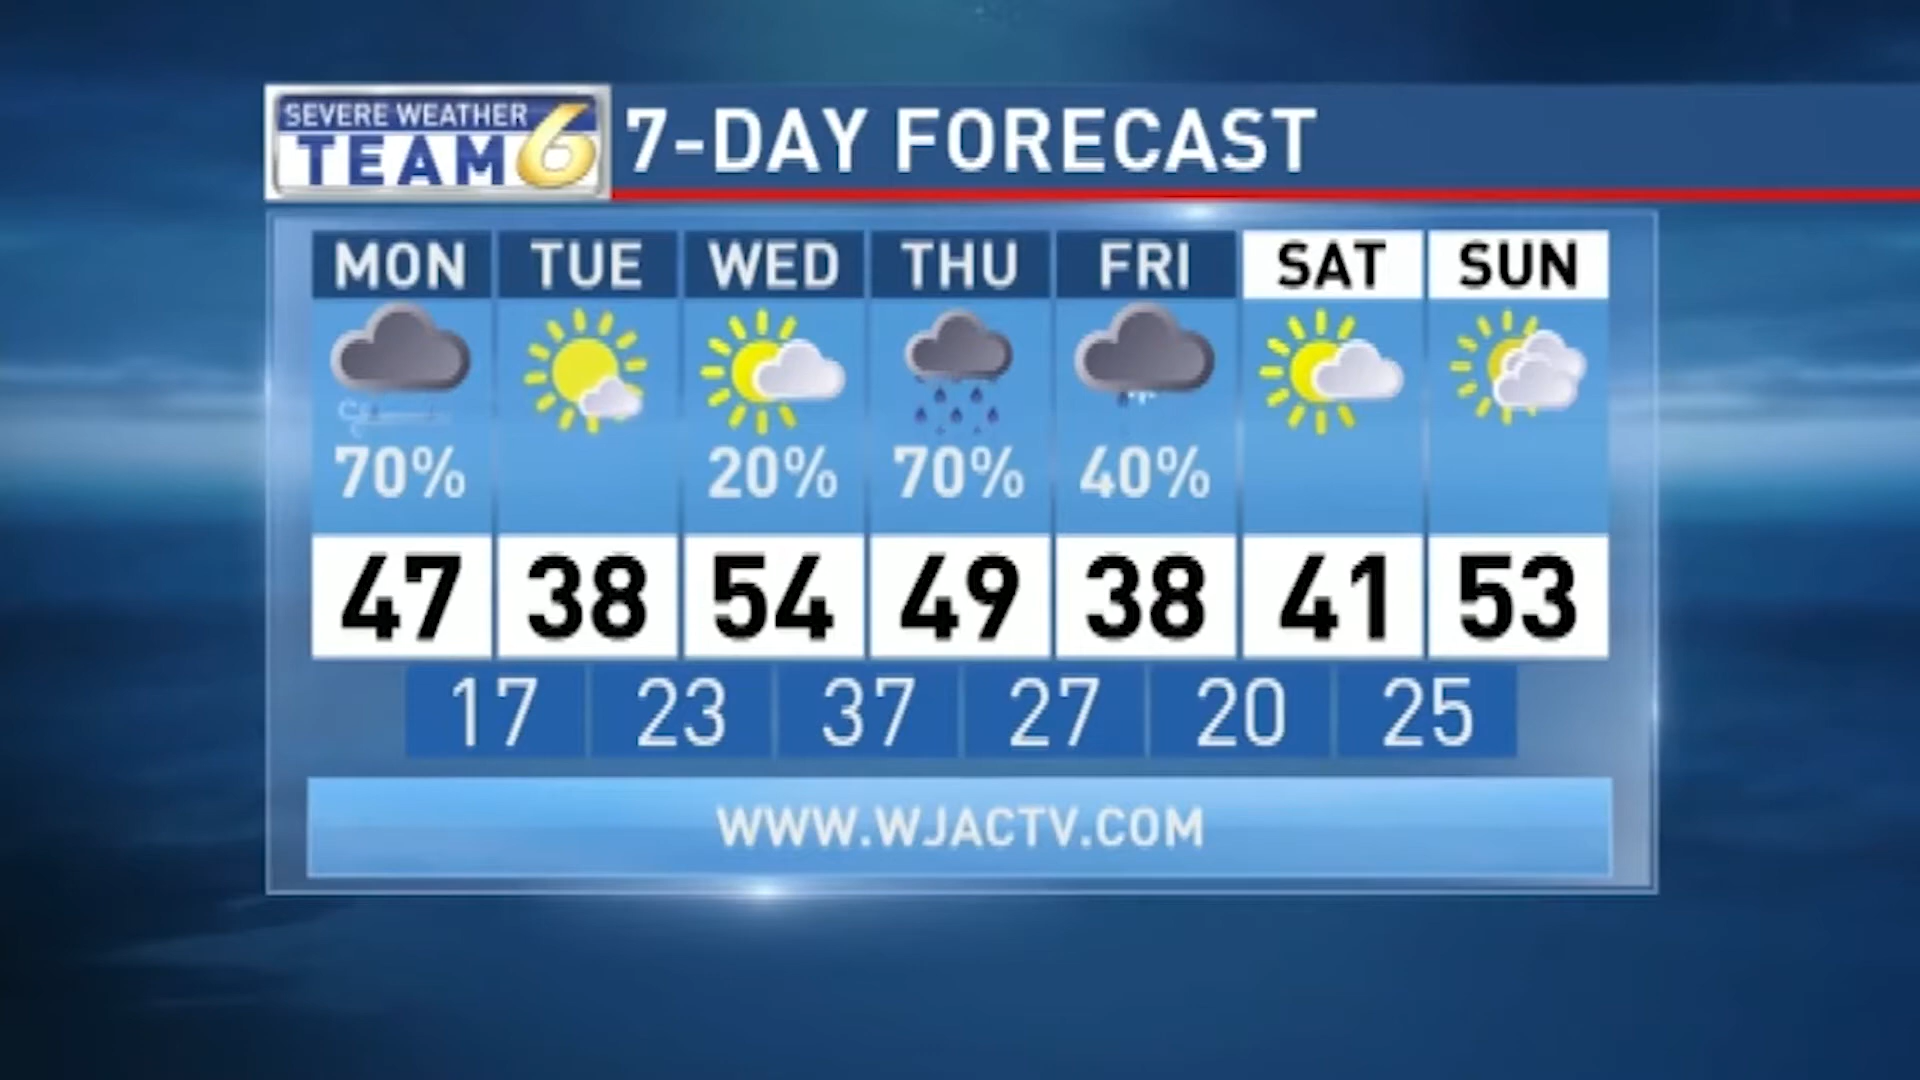 SEVERE WEATHER
TEAM 6
7-DAY FORECAST
MON TUE WED THU FRI SAT SUN
70% 20% 70% 40%
47 38 54 49 38 41 53
17 23 37 27 20 25
WWW.WJACTV.COM